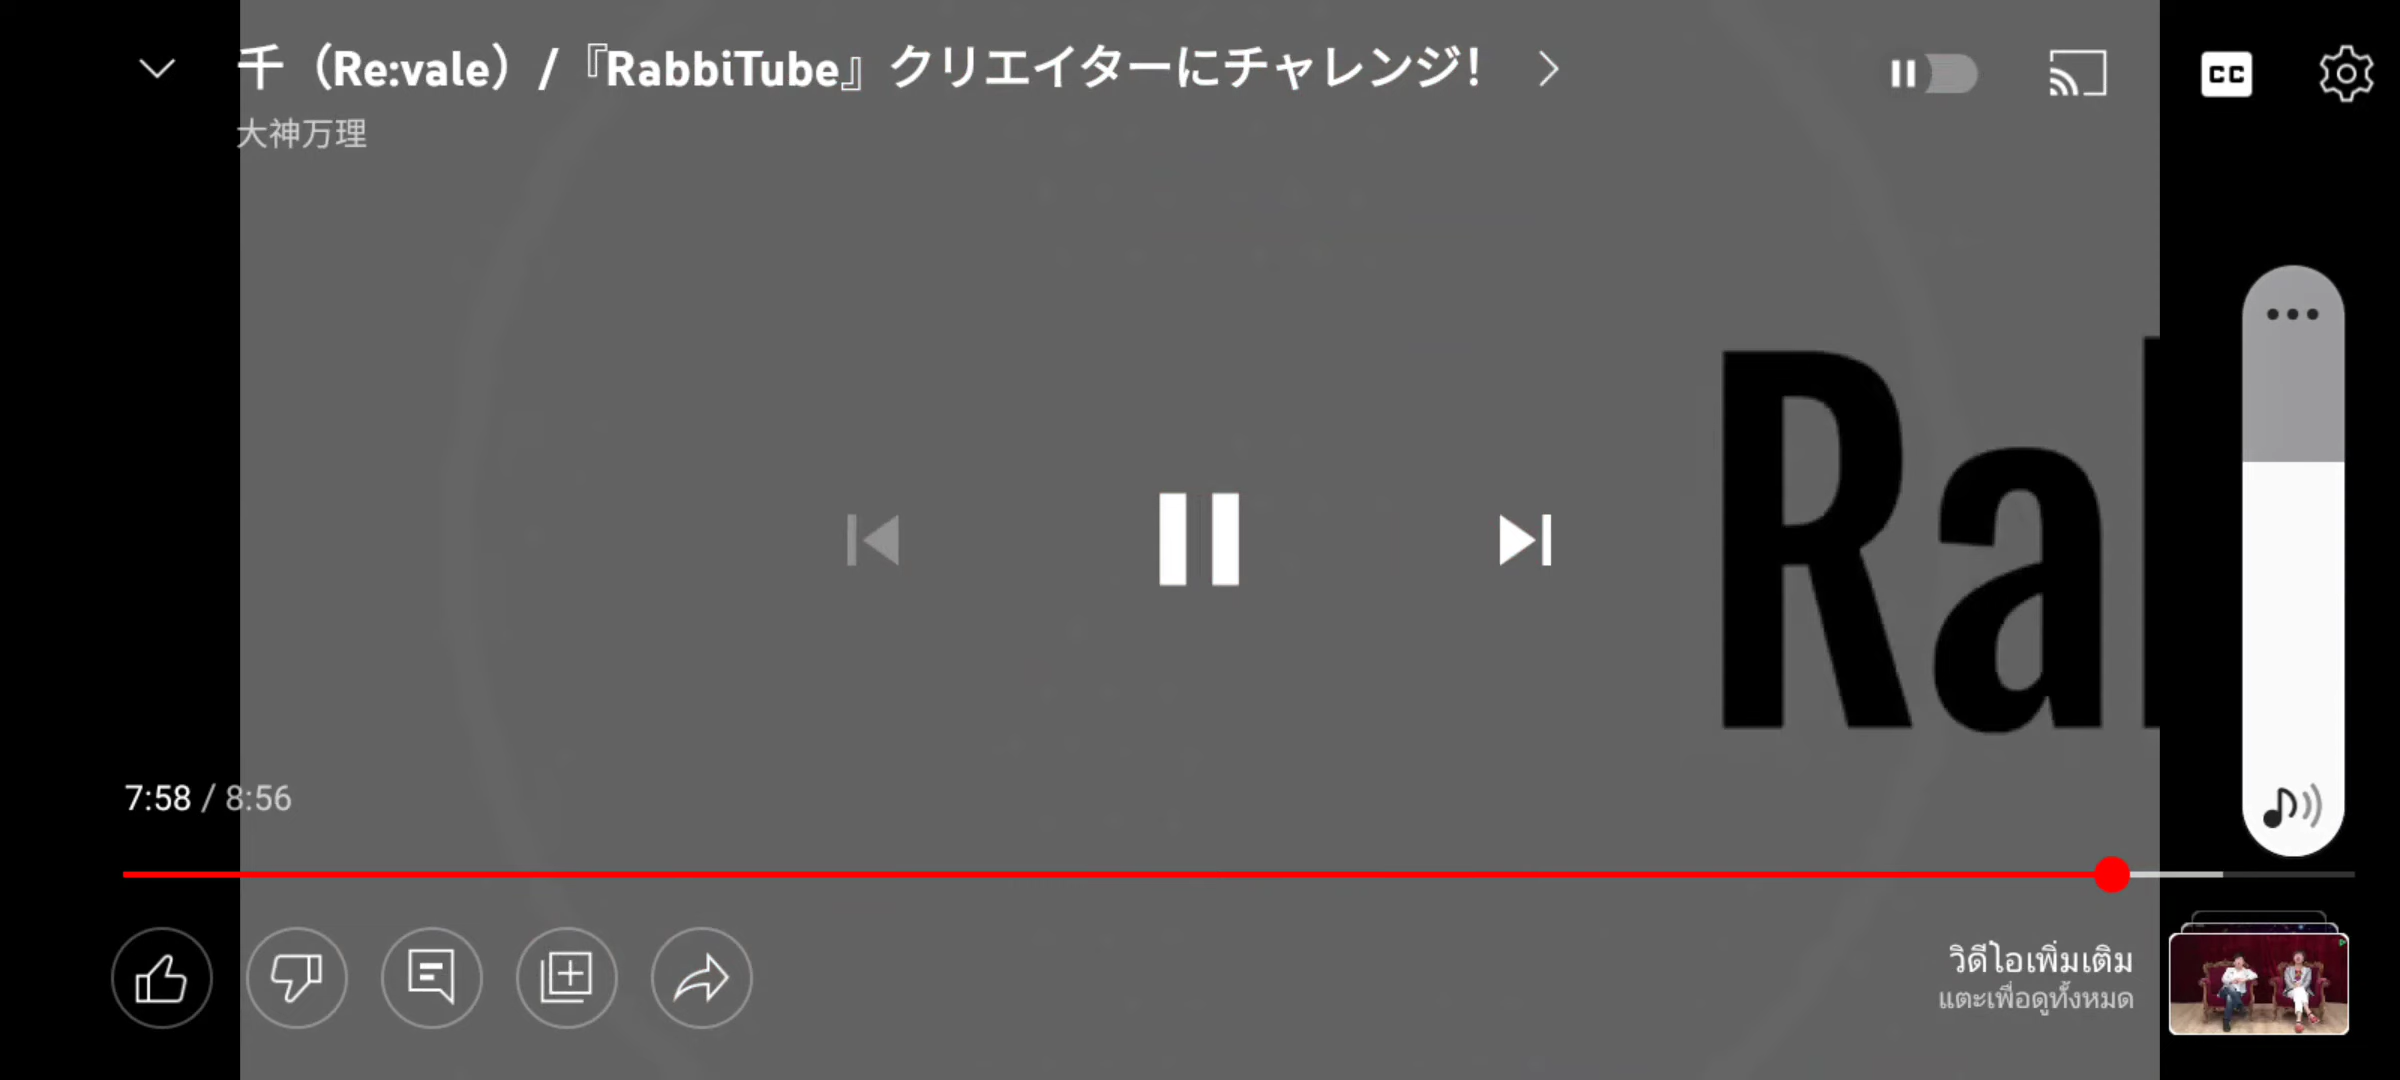 千（Re:vale）/『RabbiTube』クリエイターにチャレンジ！
大神万理
CC
Ral
7:58 / 8:56
วิดีโอเพิ่มเติม
แตะเพื่อดูทั้งหมด